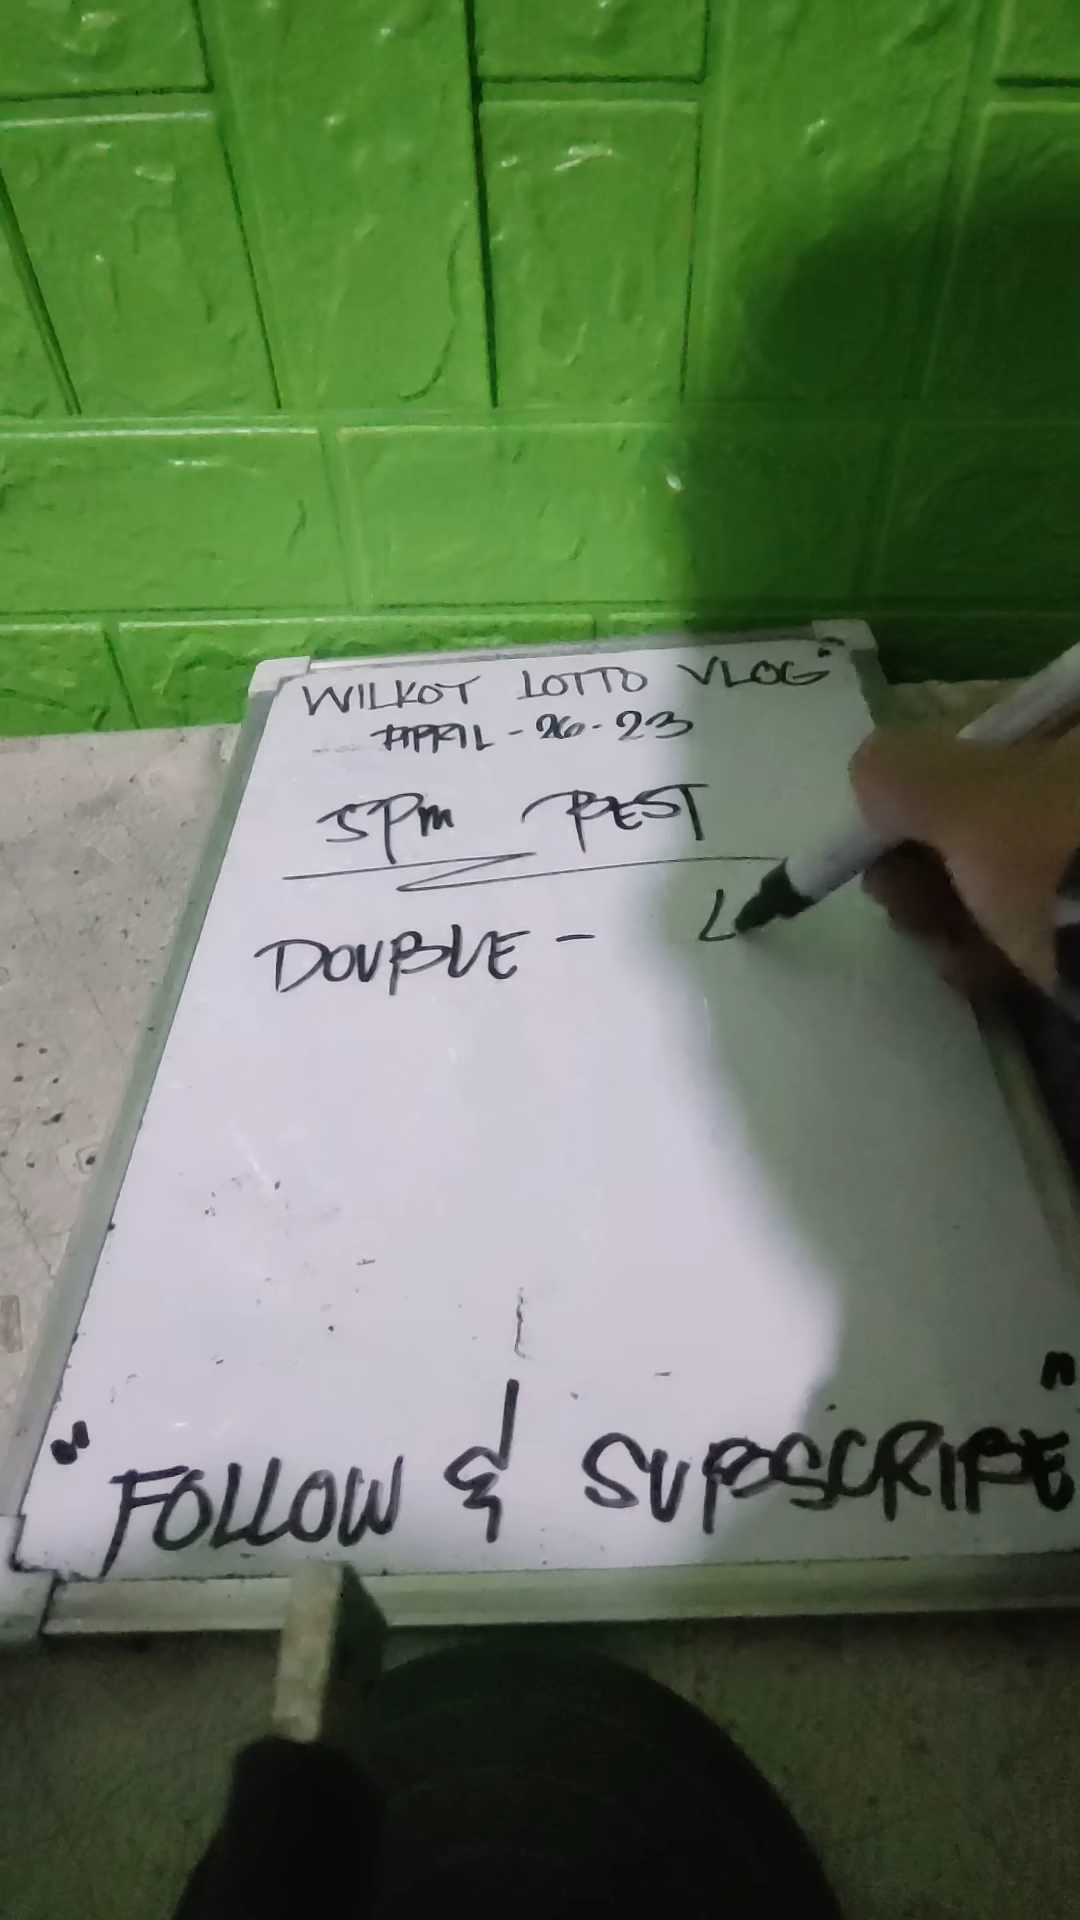 WILKOT LOTTO VLOG"
APRIL - 26 - 23
5Pm BEST
DOUBLE -
"FOLLOW & SUBSCRIBE"